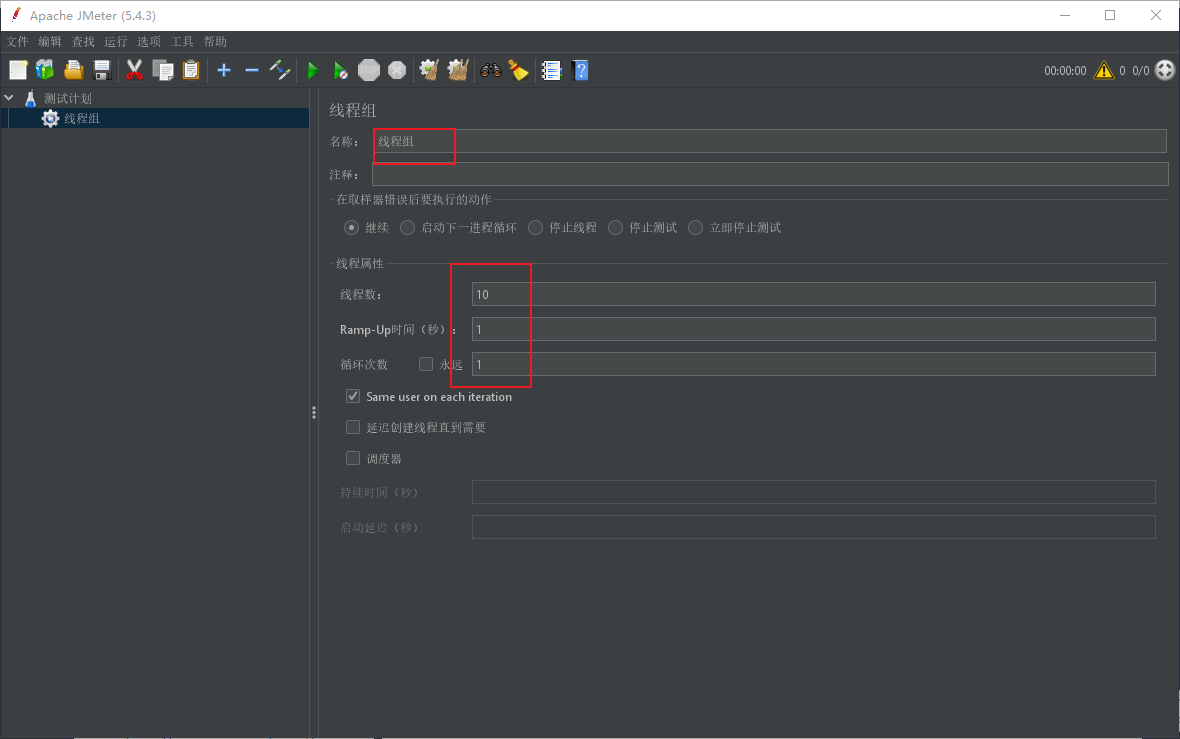 Apache JMeter (5.4.3)
文件 编辑 查找 运行 选项 工具 帮助
STOP 00:00:00 0 0/0
测试计划
线程组
线程组
名称： 线程组
注释：
在取样器错误后要执行的动作
继续 启动下一进程循环 停止线程 停止测试 立即停止测试
线程属性
线程数： 10
Ramp-Up时间（秒）： 1
循环次数 永远 1
Same user on each iteration
延迟创建线程直到需要
调度器
持续时间（秒）
启动延迟（秒）